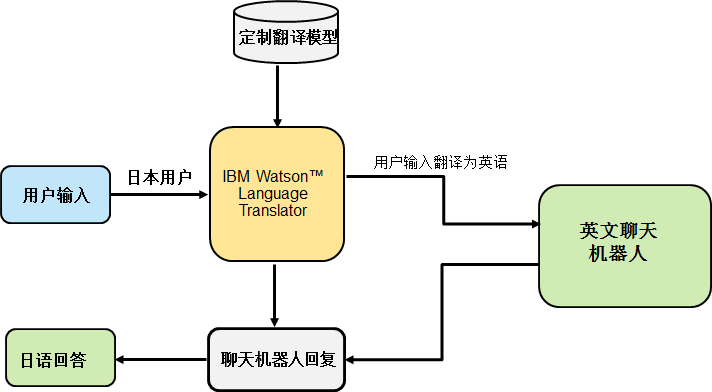 定制翻译模型
用户输入
日本用户
IBM Watson™
Language
Translator
用户输入翻译为英语
英文聊天
机器人
日语回答
聊天机器人回复